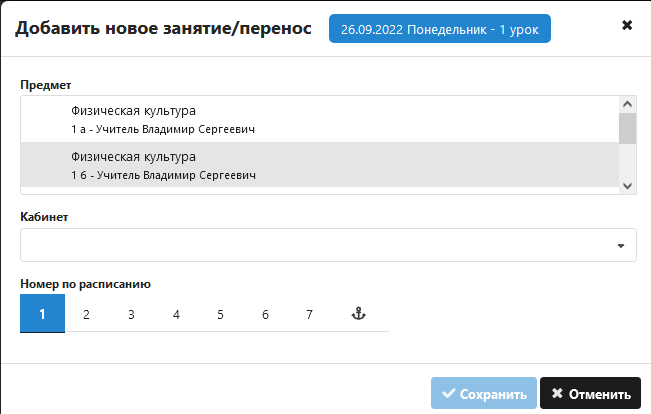 Добавить новое занятие/перенос
26.09.2022 Понедельник - 1 урок
Предмет
Физическая культура
1 а - Учитель Владимир Сергеевич
Физическая культура
1 б - Учитель Владимир Сергеевич
Кабинет
Номер по расписанию
1 2 3 4 5 6 7
Сохранить
Отменить